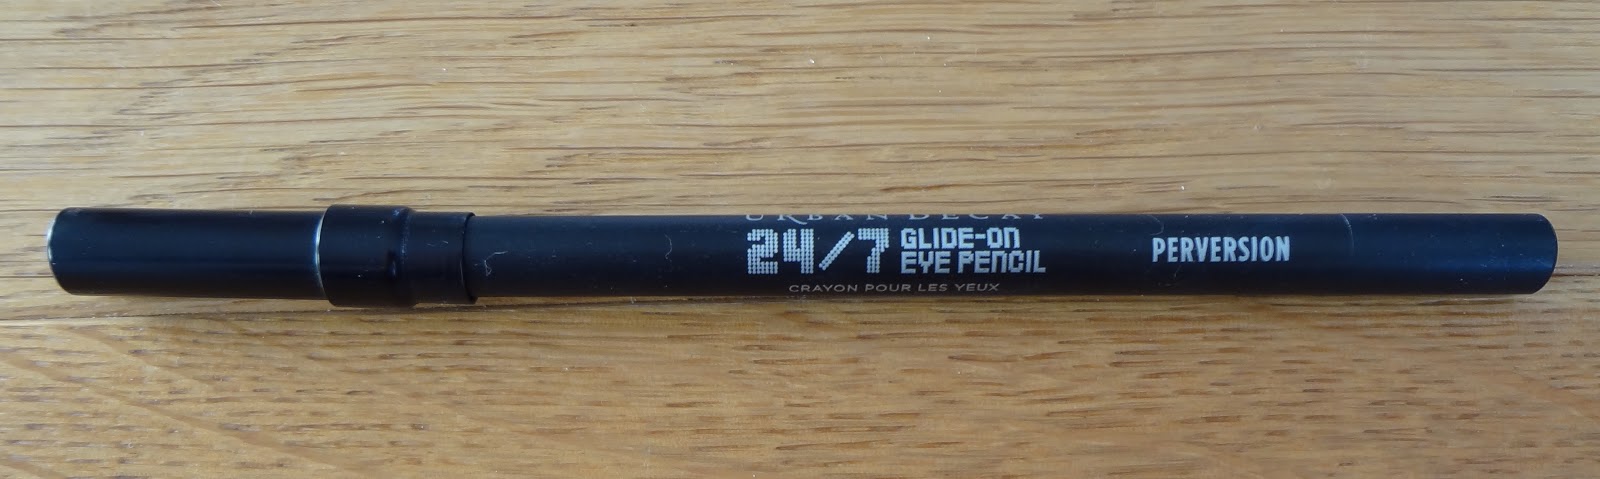 URBAN DECAY
24/7 GLIDE-ON
EYE PENCIL
CRAYON POUR LES YEUX
PERVERSION